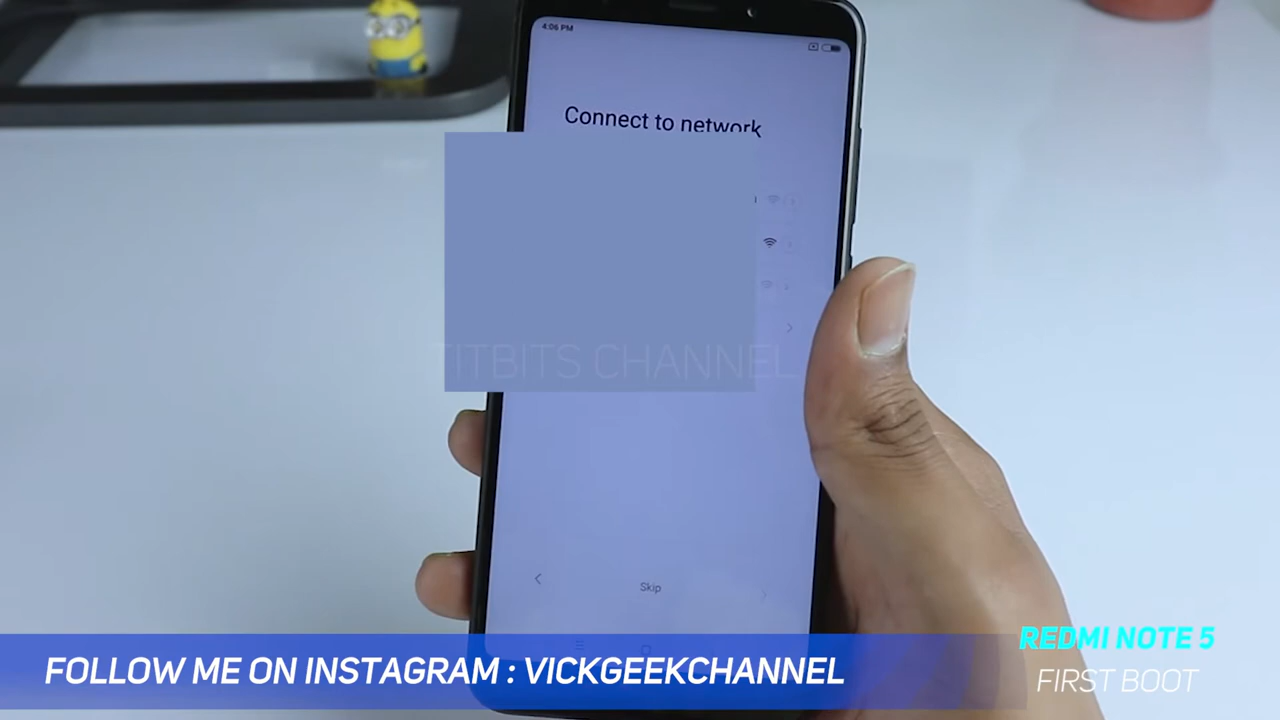 4:06 PM
Connect to network
TITBITS CHANNEL
Skip
REDMI NOTE 5
FOLLOW ME ON INSTAGRAM : VICKGEEKCHANNEL
FIRST BOOT